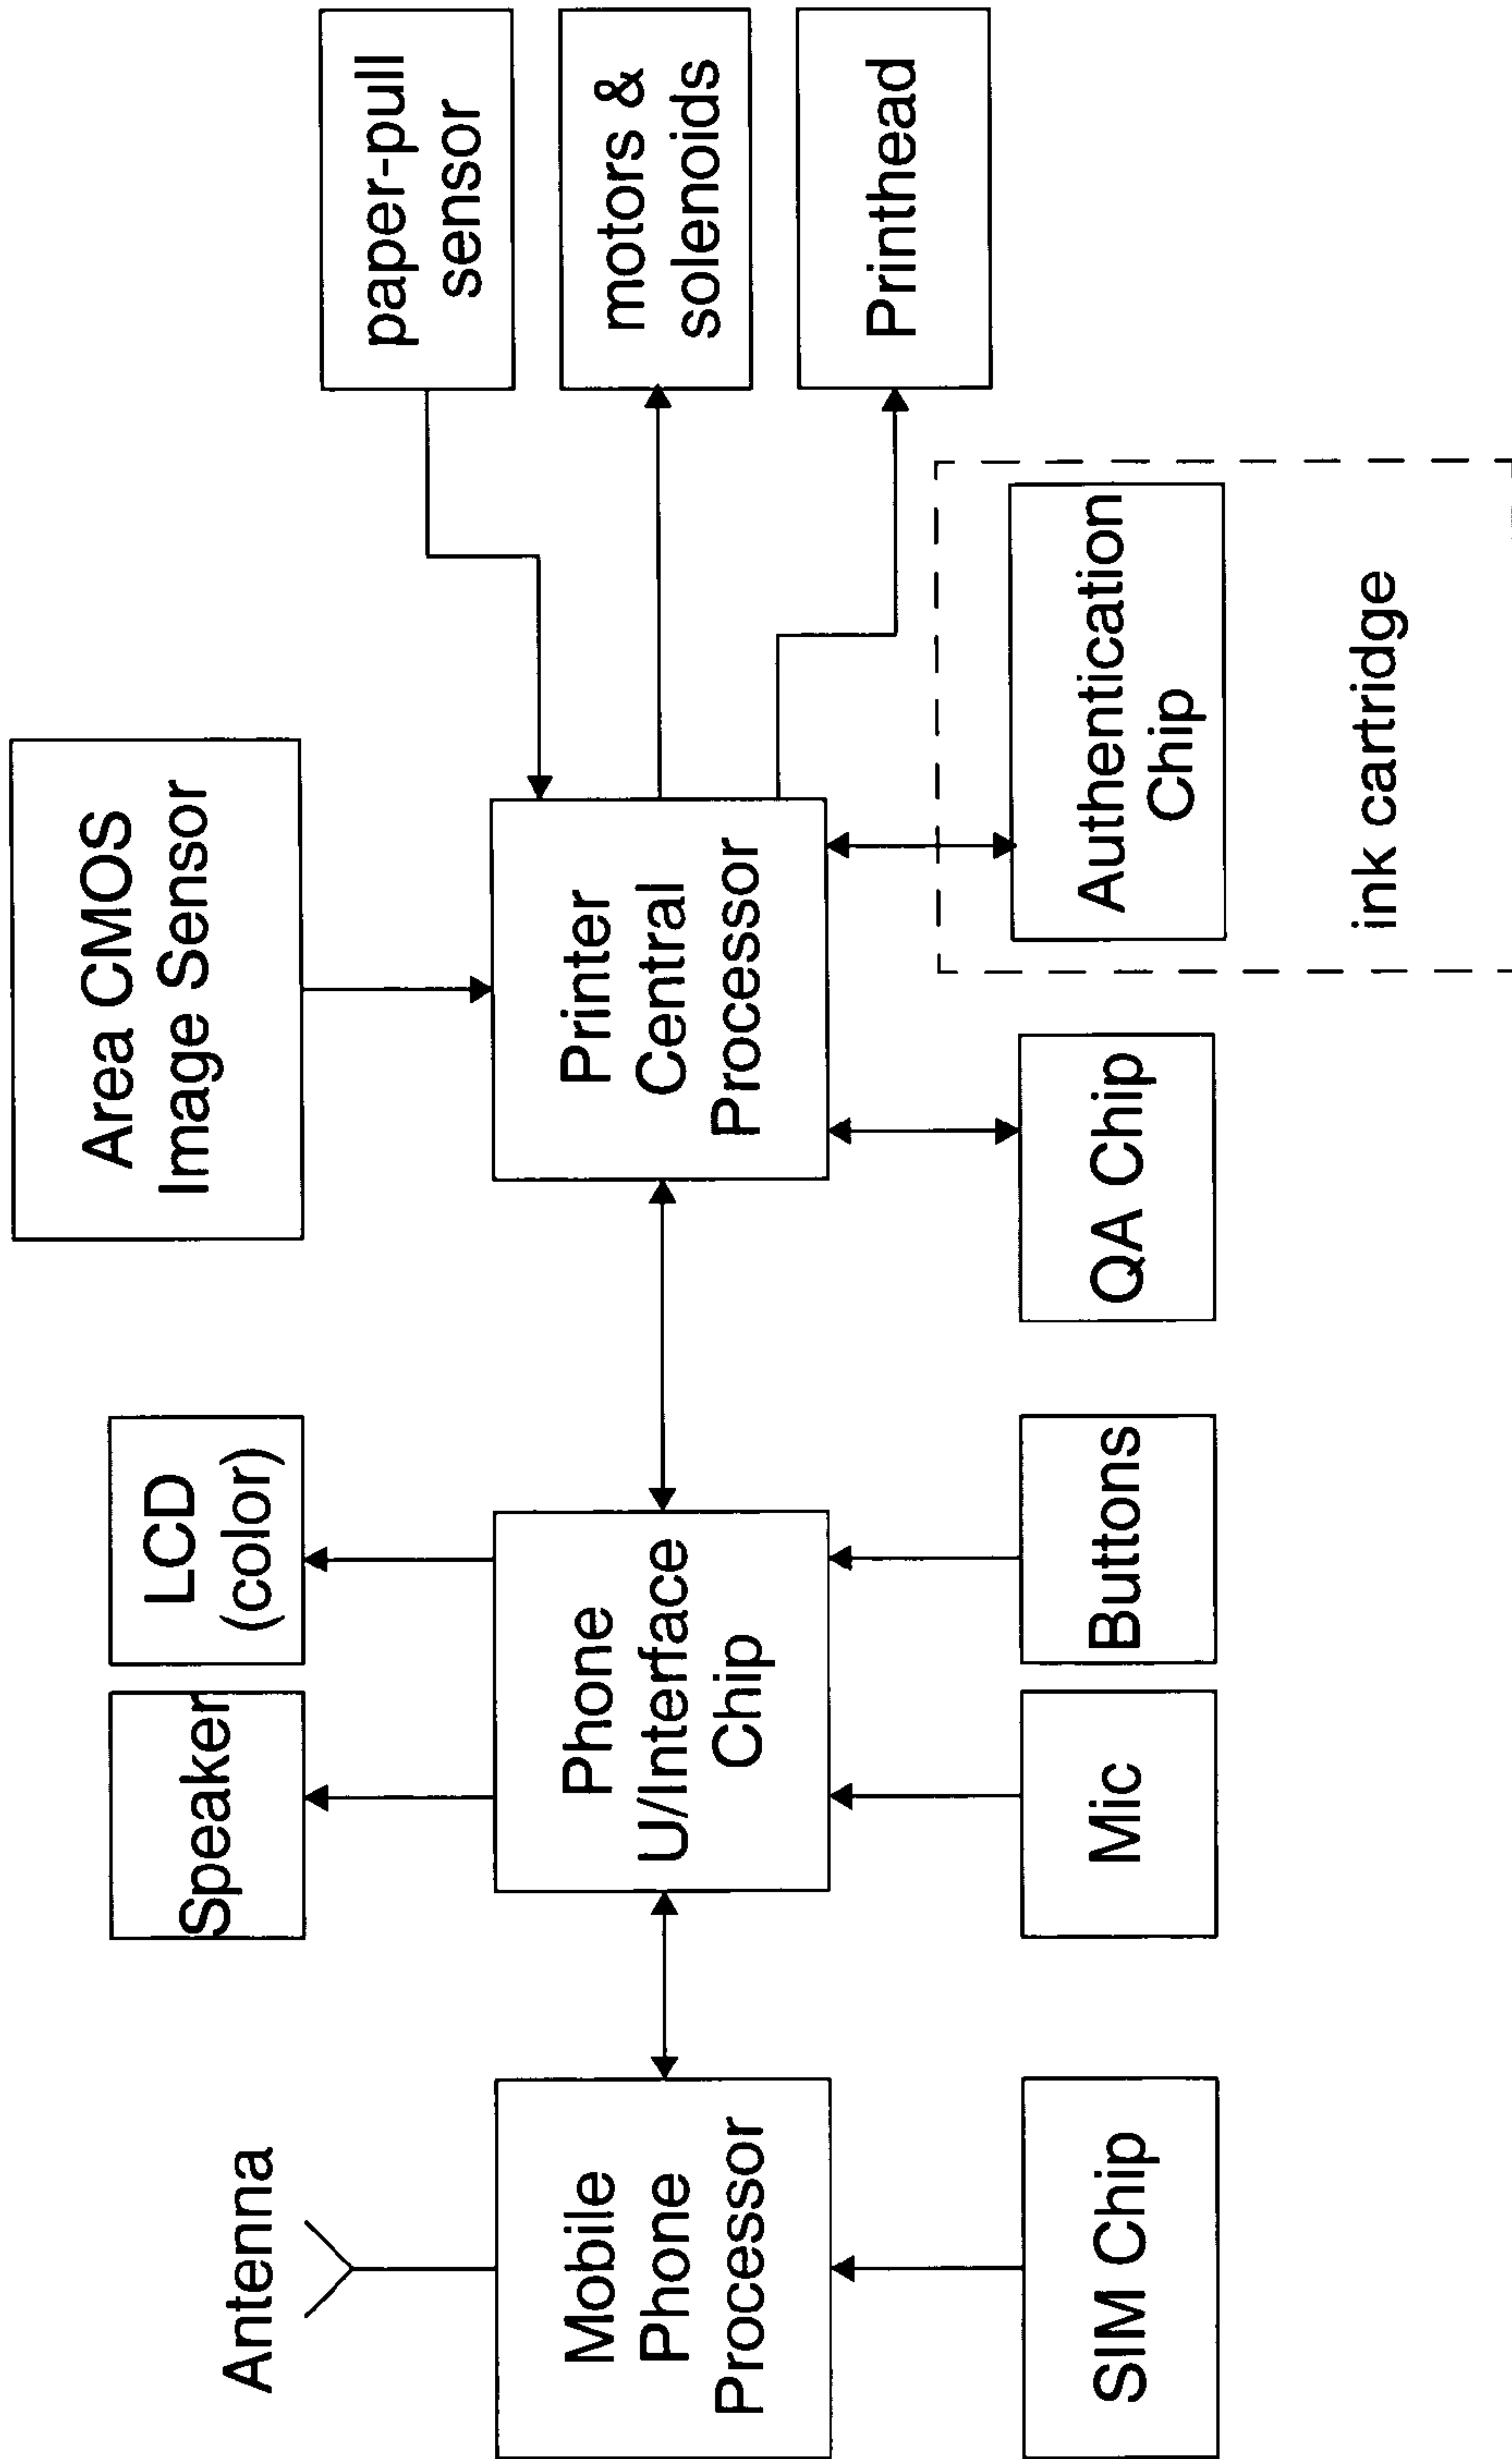 Antenna
Mobile
Phone
Processor
SIM Chip
Speaker
LCD
(color)
Phone
U/Interface
Chip
Mic
Buttons
Area CMOS
Image Sensor
Printer
Central
Processor
QA Chip
Authentication
Chip
ink cartridge
paper-pull
sensor
motors &
solenoids
Printhead